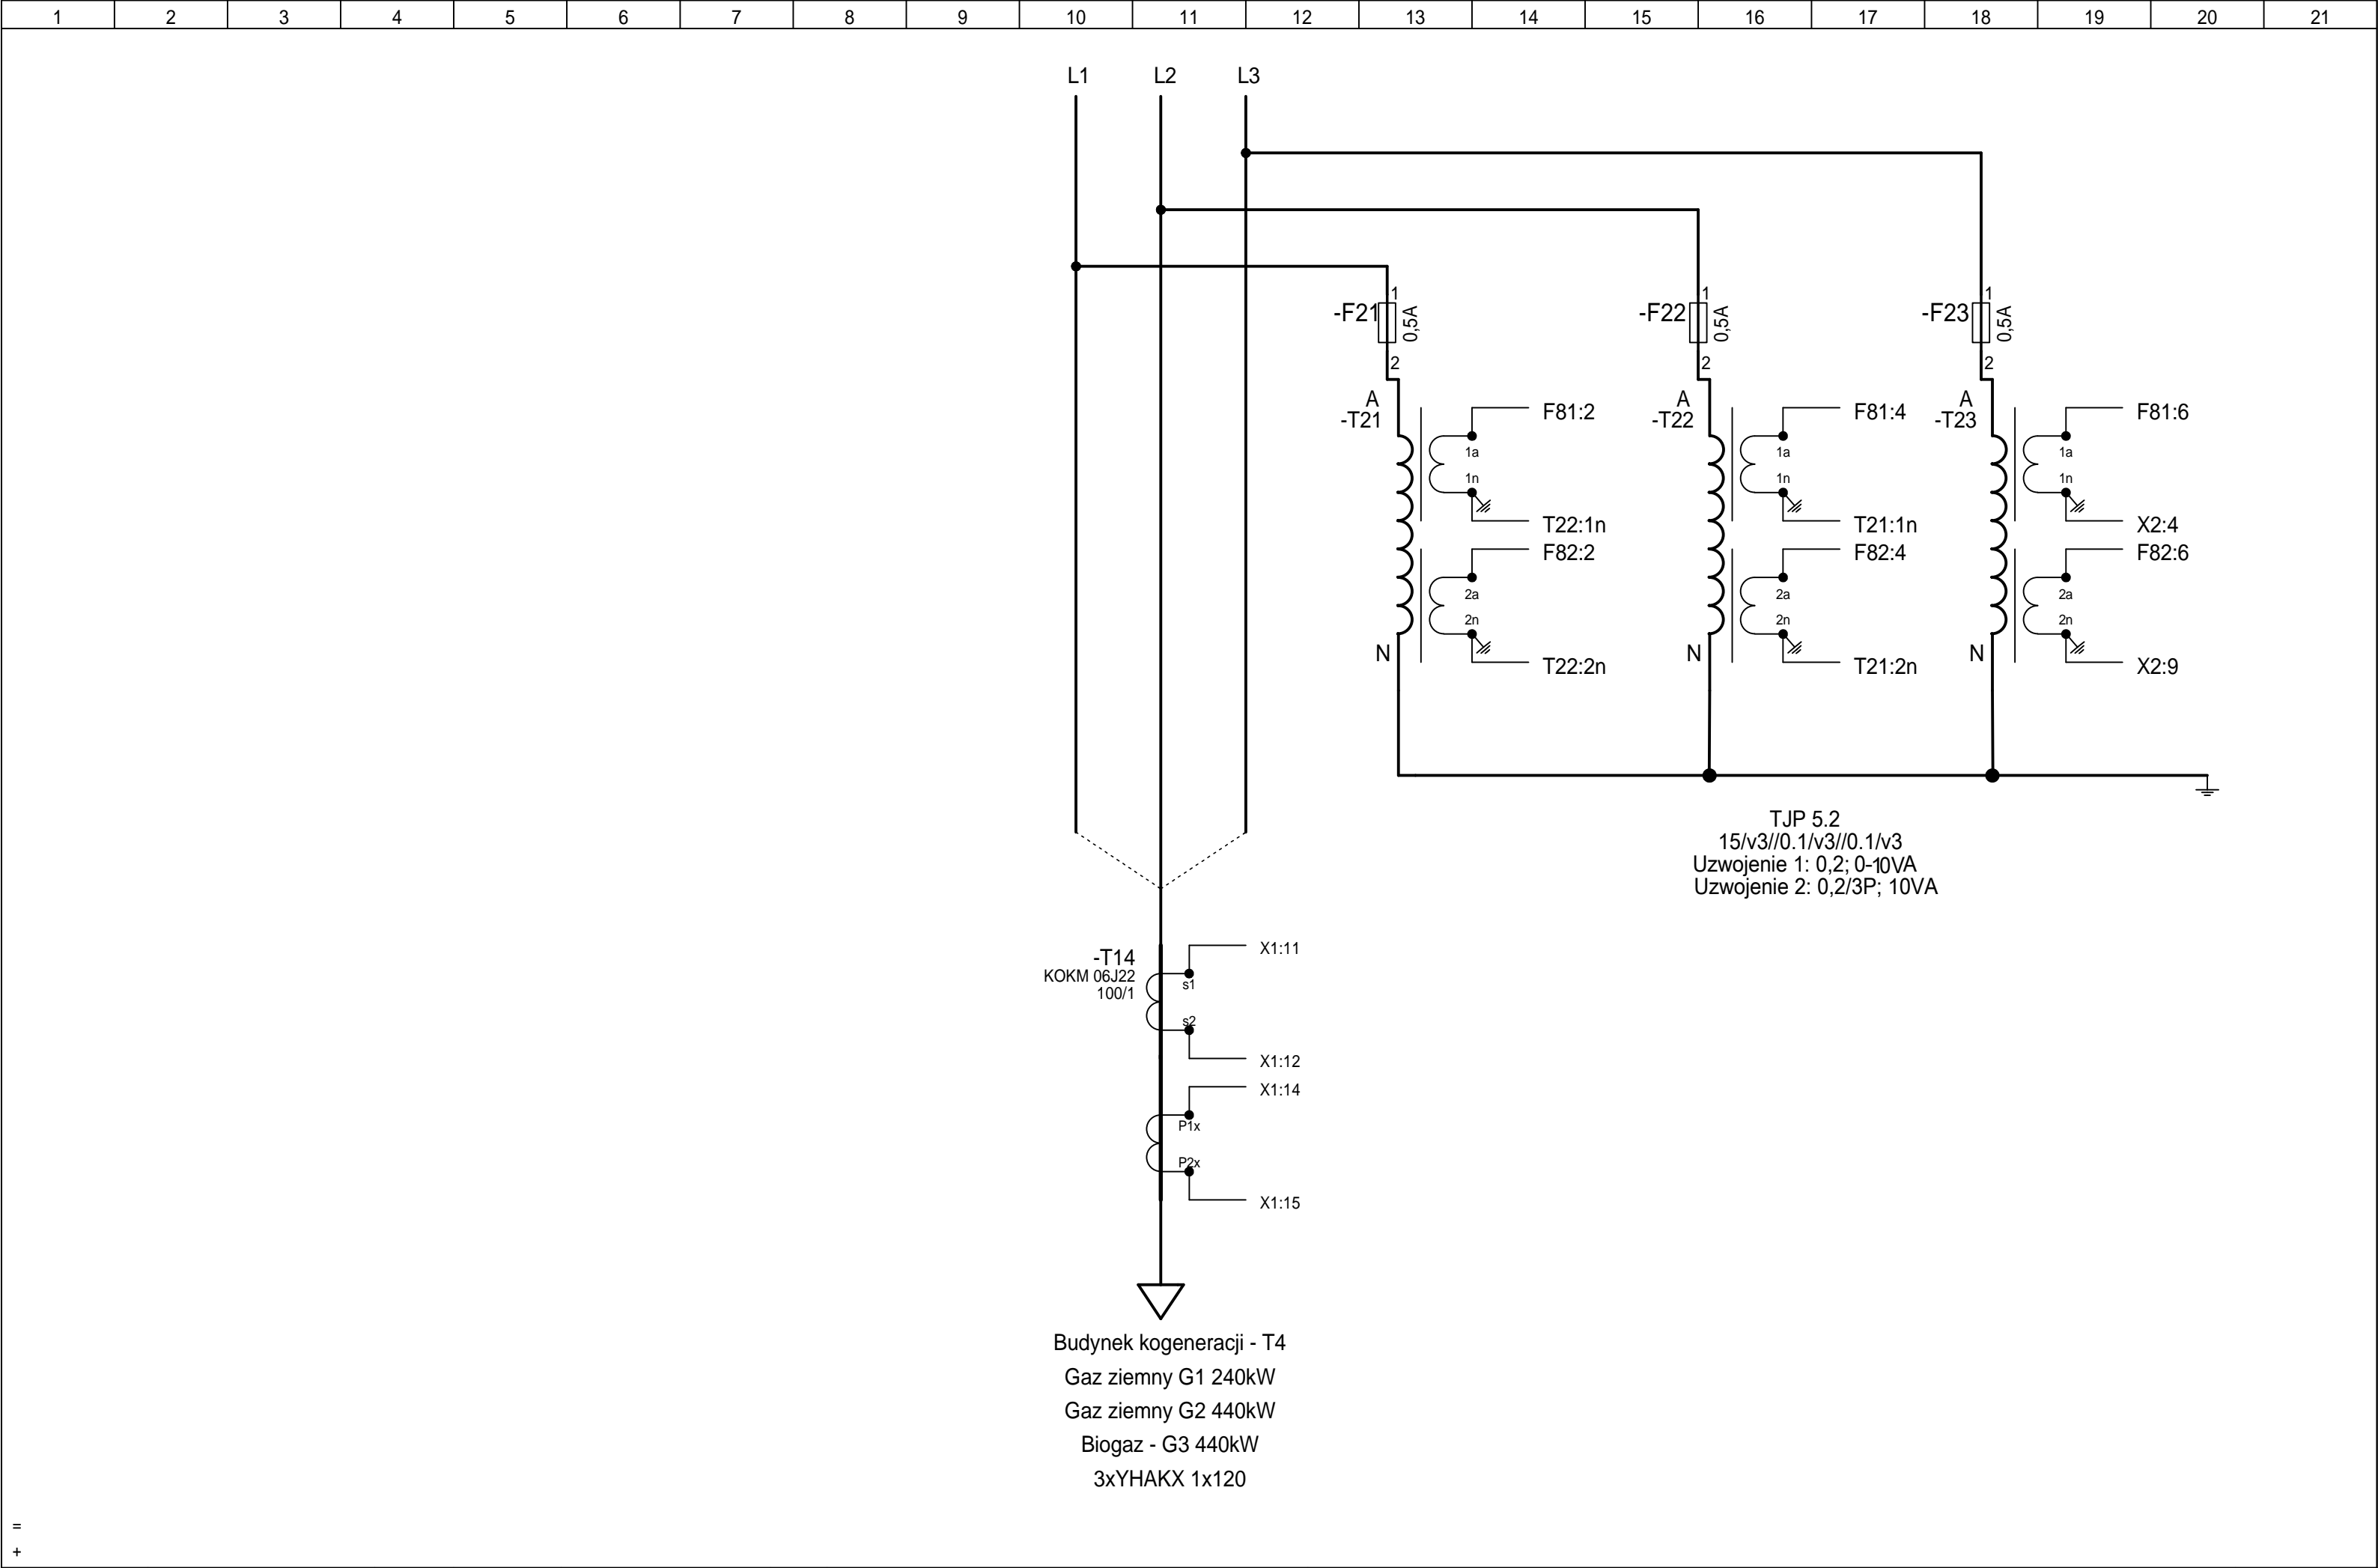 1 2 3 4 5 6 7 8 9 10 11 12 13 14 15 16 17 18 19 20 21
L1 L2 L3
1 1 1
-F21 0,5A -F22 0,5A -F23 0,5A
2 2 2
A A A
-T21 F81:2 -T22 F81:4 -T23 F81:6
1a 1a 1a
1n 1n 1n
T22:1n T21:1n X2:4
F82:2 F82:4 F82:6
2a 2a 2a
2n 2n 2n
N N N
T22:2n T21:2n X2:9
TJP 5.2
15/v3//0.1/v3//0.1/v3
Uzwojenie 1: 0,2; 0-10VA
Uzwojenie 2: 0,2/3P; 10VA
-T14 X1:11
KOKM 06J22
100/1 s1
s2
X1:12
X1:14
P1x
P2x
X1:15
Budynek kogeneracji - T4
Gaz ziemny G1 240kW
Gaz ziemny G2 440kW
Biogaz - G3 440kW
3xYHAKX 1x120
=
+